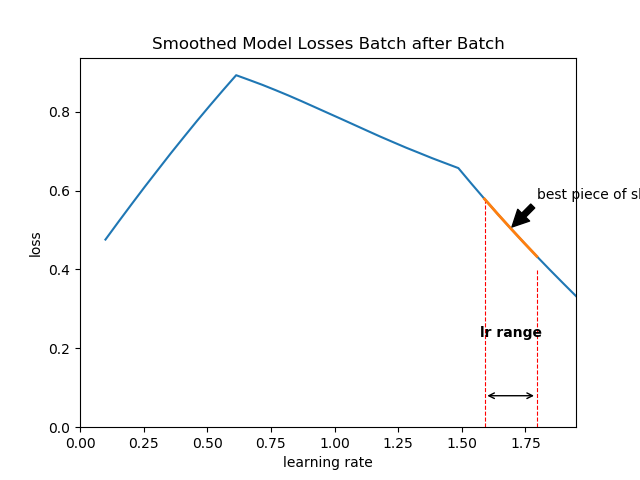 Smoothed Model Losses Batch after Batch
loss
0.8
0.6
0.4
0.2
0.0
best piece of
lr range
0.00 0.25 0.50 0.75 1.00 1.25 1.50 1.75
learning rate